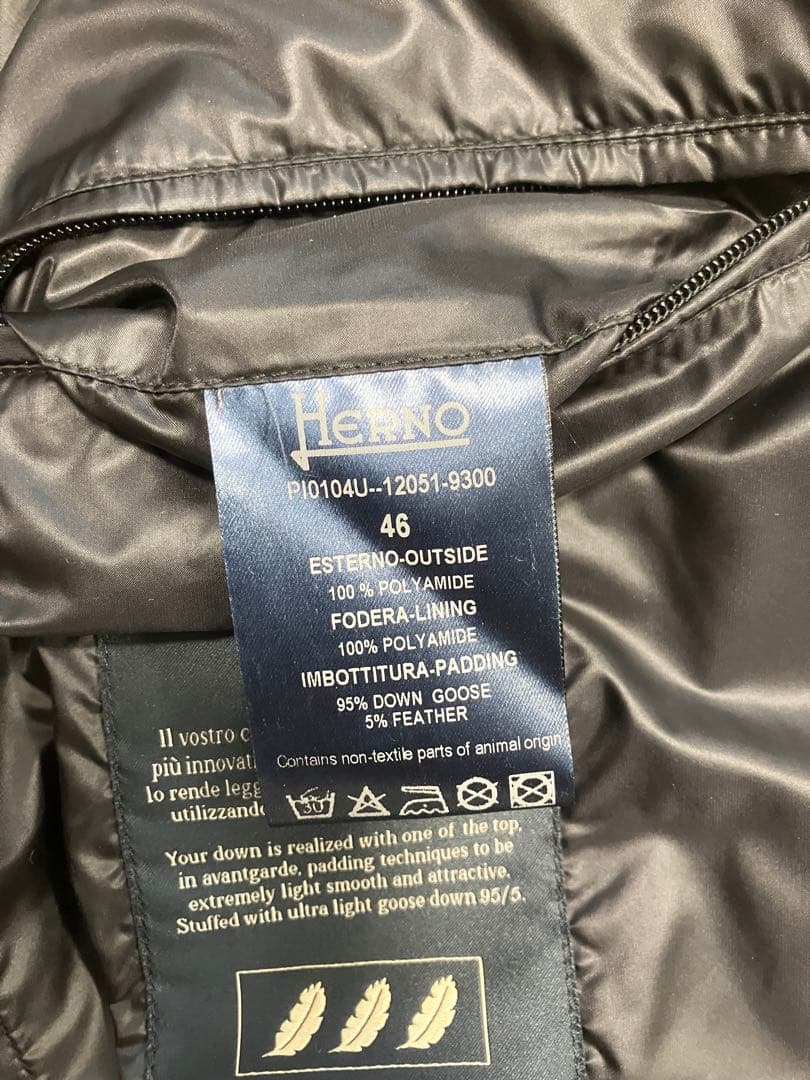 HERNO
PI0104U--12051-9300
46
ESTERNO-OUTSIDE
100 % POLYAMIDE
FODERA-LINING
100% POLYAMIDE
IMBOTTITURA-PADDING
95% DOWN GOOSE
5% FEATHER
Contains non-textile parts of animal origin
30
Il vostro
più
lo rende
utilizzando
Your down is realized with one of the top,
in avantgarde, padding techniques to be
extremely light smooth and attractive.
Stuffed with ultra light goose down 95/5.